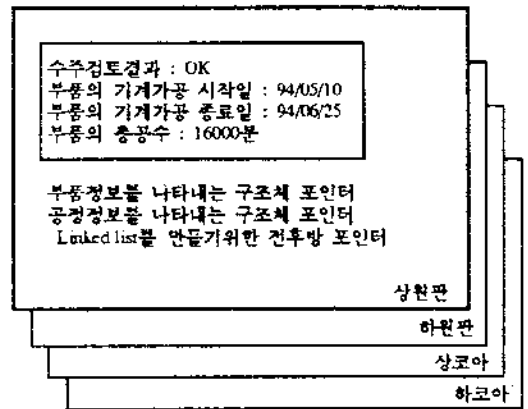 수주검토결과 : OK
부품의 기계가공 시작일 : 94/05/10
부품의 기계가공 종료일 : 94/06/25
부품의 총공수 : 16000분
부품정보를 나타내는 구조체 포인터
공정정보를 나타내는 구조체 포인터
Linked list를 만들기위한 전후방 포인터
상원판
하원판
상코아
하코아